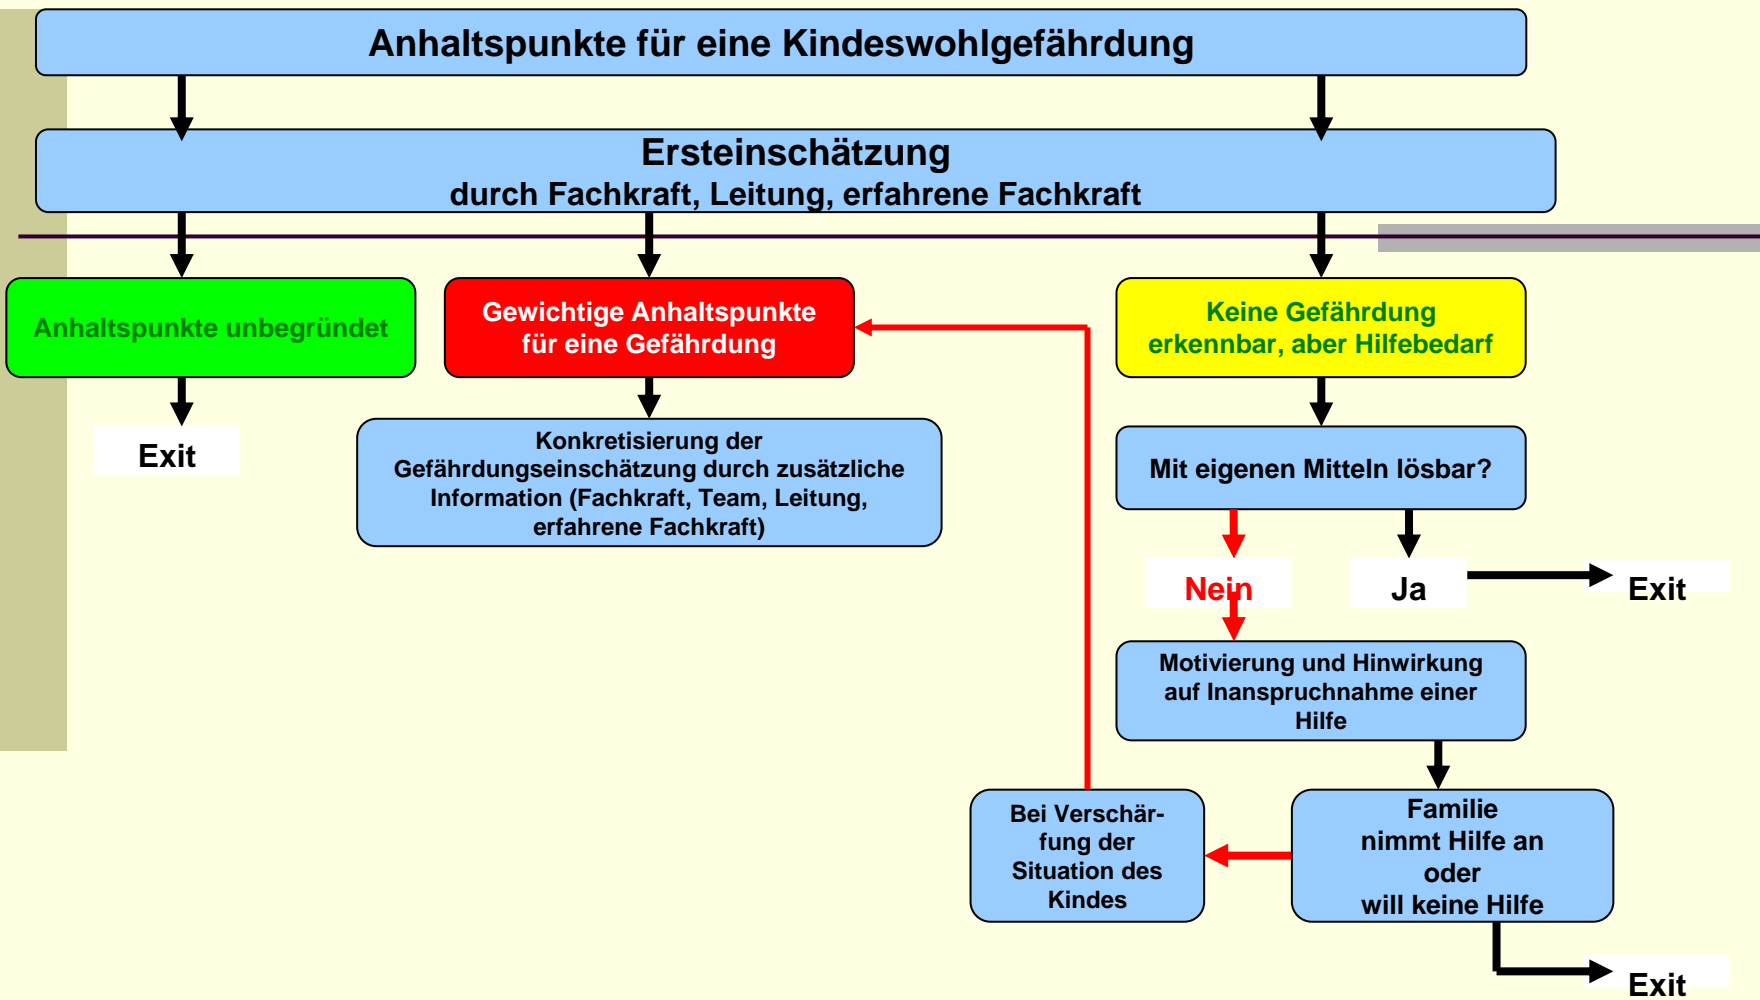 Anhaltspunkte für eine Kindeswohlgefährdung
Ersteinschätzung
durch Fachkraft, Leitung, erfahrene Fachkraft
Anhaltspunkte unbegründet
Gewichtige Anhaltspunkte
für eine Gefährdung
Keine Gefährdung
erkennbar, aber Hilfebedarf
Exit
Konkretisierung der
Gefährdungseinschätzung durch zusätzliche
Information (Fachkraft, Team, Leitung,
erfahrene Fachkraft)
Mit eigenen Mitteln lösbar?
Nein
Ja
Exit
Motivierung und Hinwirkung
auf Inanspruchnahme einer
Hilfe
Bei Verschär-
fung der
Situation des
Kindes
Familie
nimmt Hilfe an
oder
will keine Hilfe
Exit